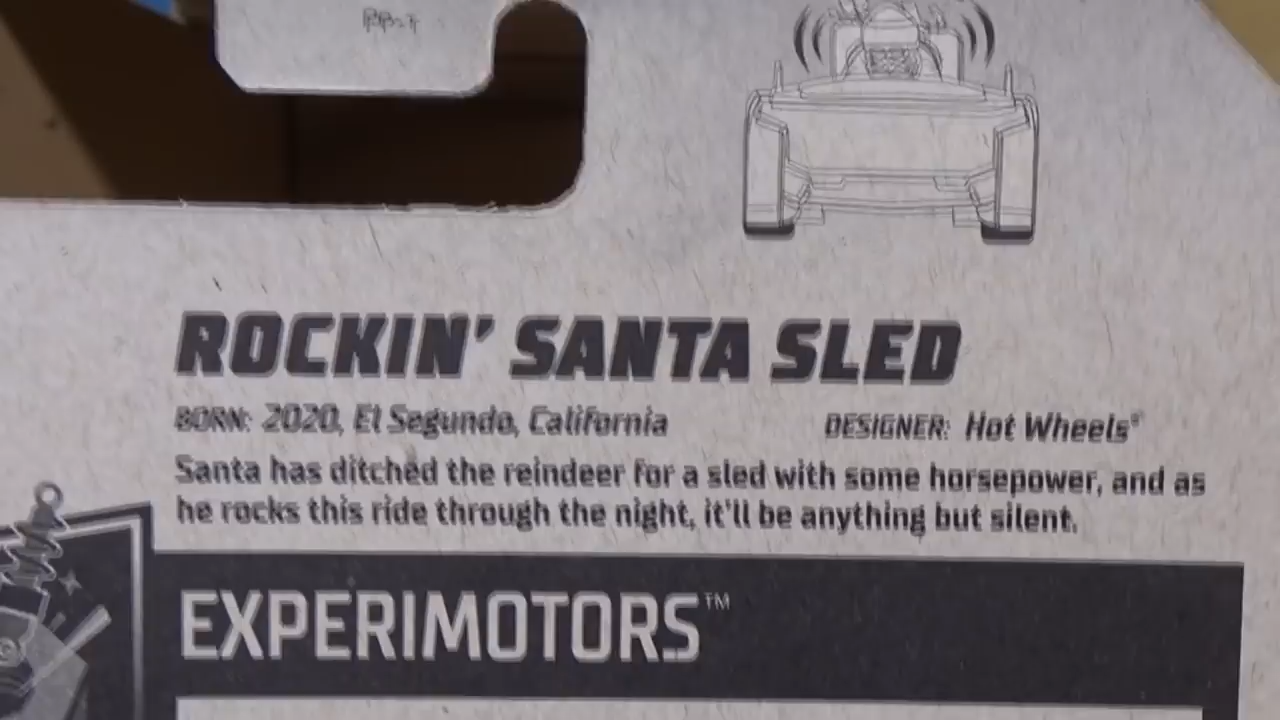 ROCKIN' SANTA SLED
BORN: 2020, El Segundo, California DESIGNER: Hot Wheels®
Santa has ditched the reindeer for a sled with some horsepower, and as
he rocks this ride through the night, it'll be anything but silent.
EXPERIMOTORS™